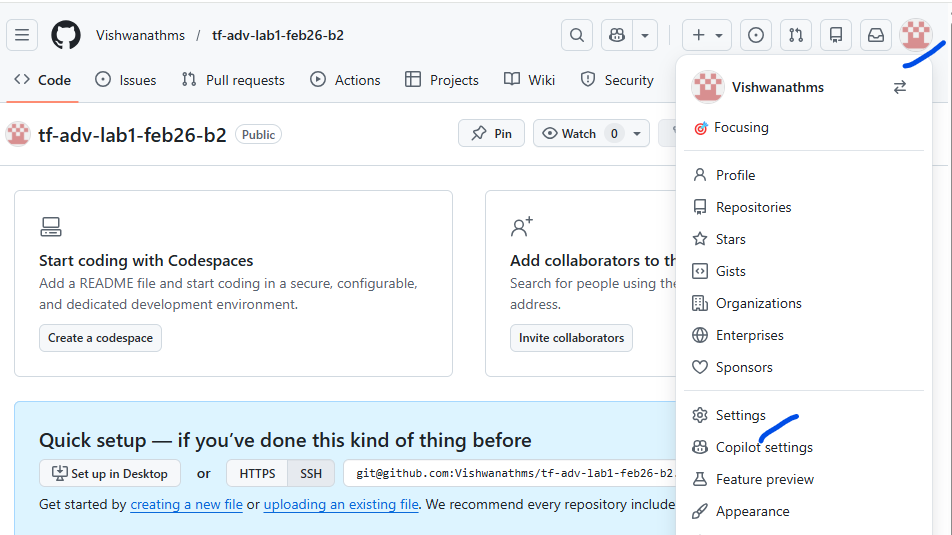 Vishwanathms / tf-adv-lab1-feb26-b2
Code Issues Pull requests Actions Projects Wiki Security
tf-adv-lab1-feb26-b2 Public Pin Watch 0
Start coding with Codespaces
Add a README file and start coding in a secure, configurable,
and dedicated development environment.
Create a codespace
Add collaborators to
Search for people using
address.
Invite collaborators
Quick setup — if you’ve done this kind of thing before
Set up in Desktop or HTTPS SSH git@github.com:Vishwanathms/tf-adv-lab1-feb26-b2.
Get started by creating a new file or uploading an existing file. We recommend every repository include
Vishwanathms
Focusing
Profile
Repositories
Stars
Gists
Organizations
Enterprises
Sponsors
Settings
Copilot settings
Feature preview
Appearance